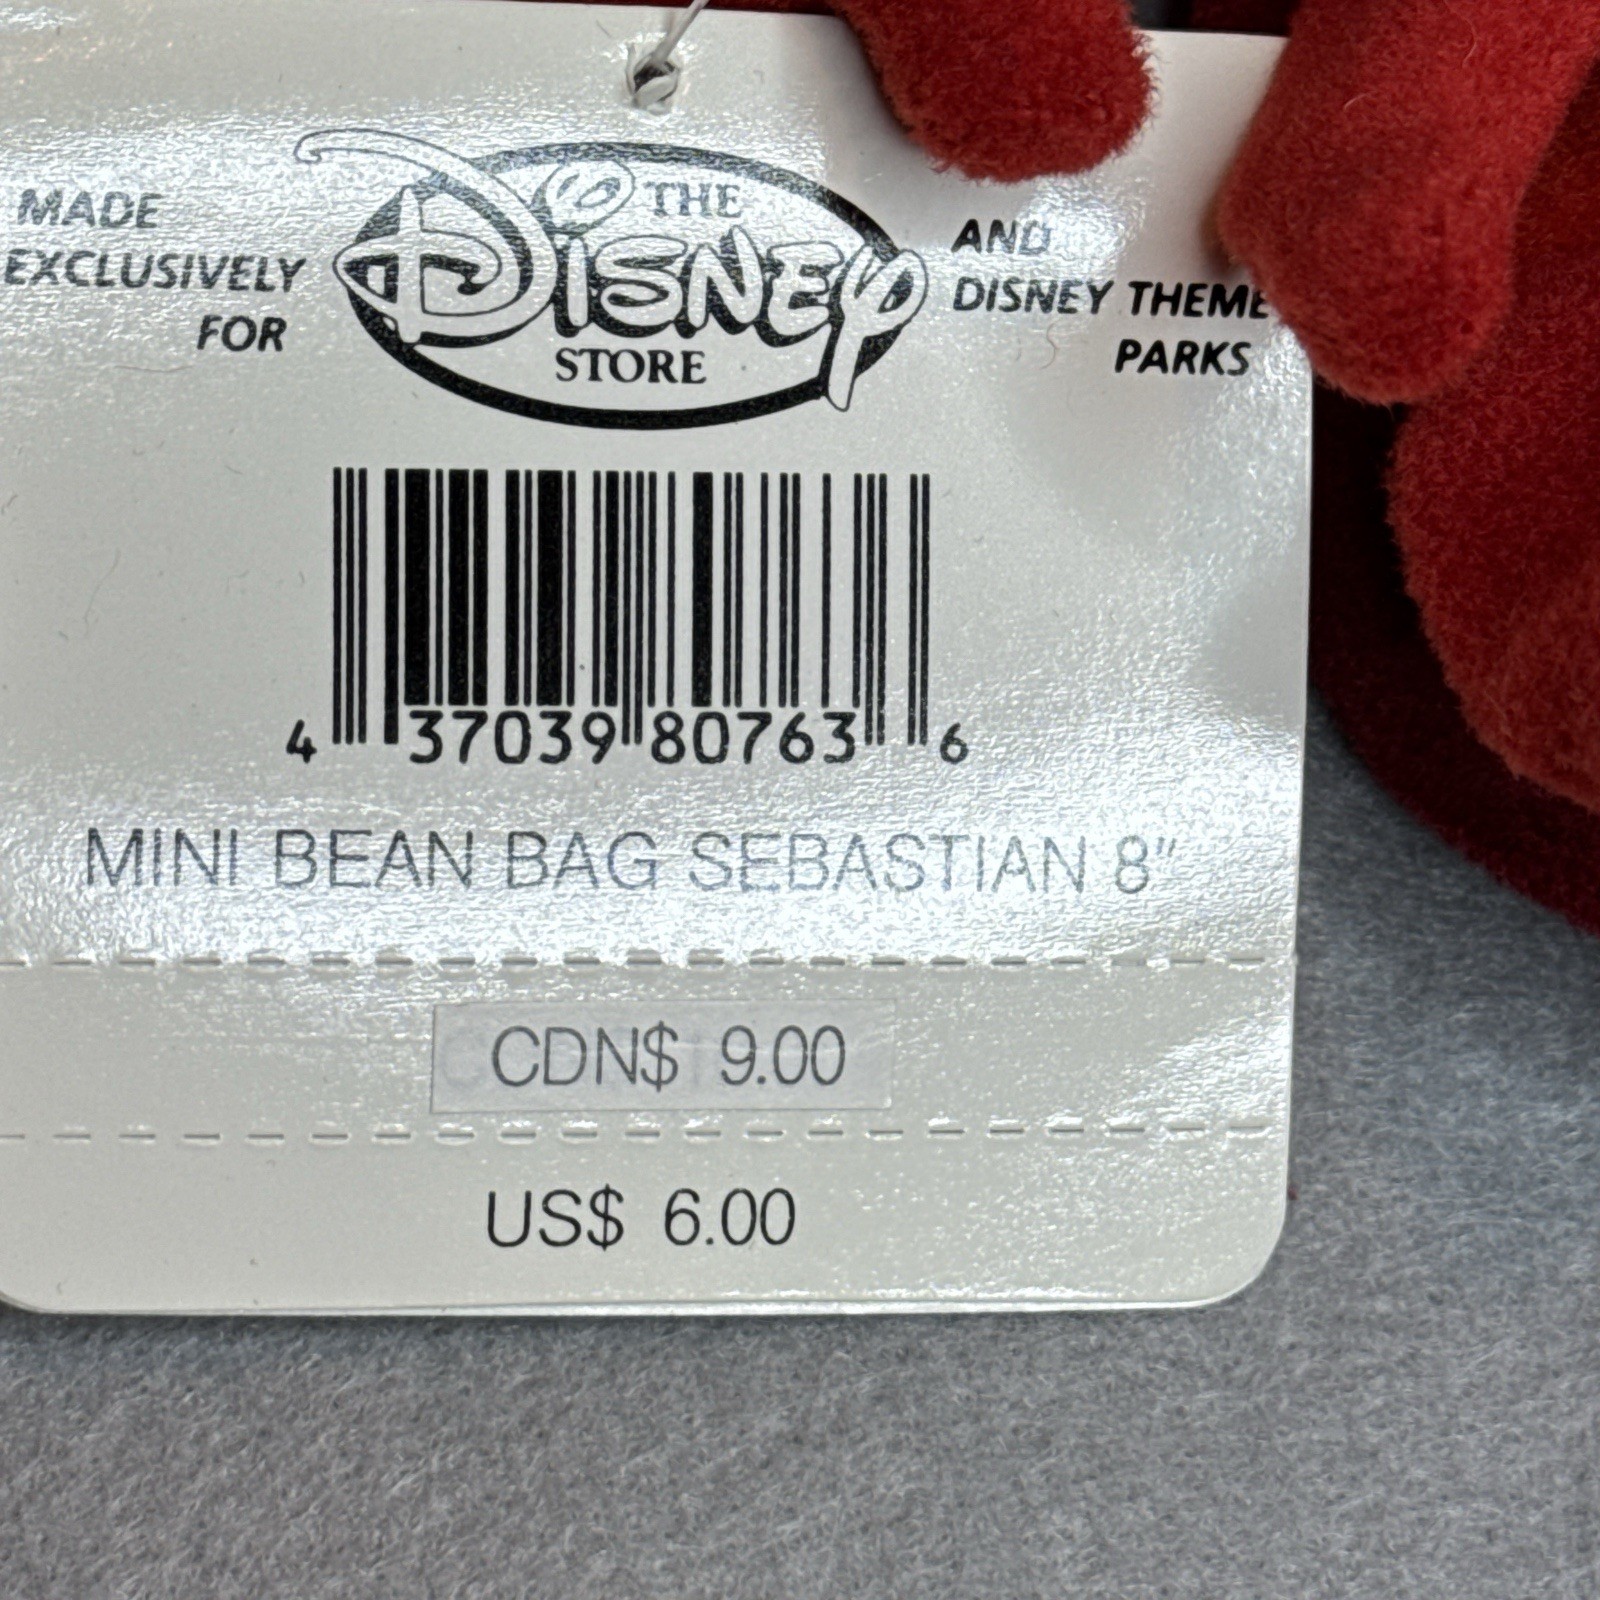 MADE
EXCLUSIVELY
FOR
THE
DISNEY
STORE
AND
DISNEY THEME
PARKS
4 37039 80763 6
MINI BEAN BAG SEBASTIAN 8"
CDN$ 9.00
US$ 6.00